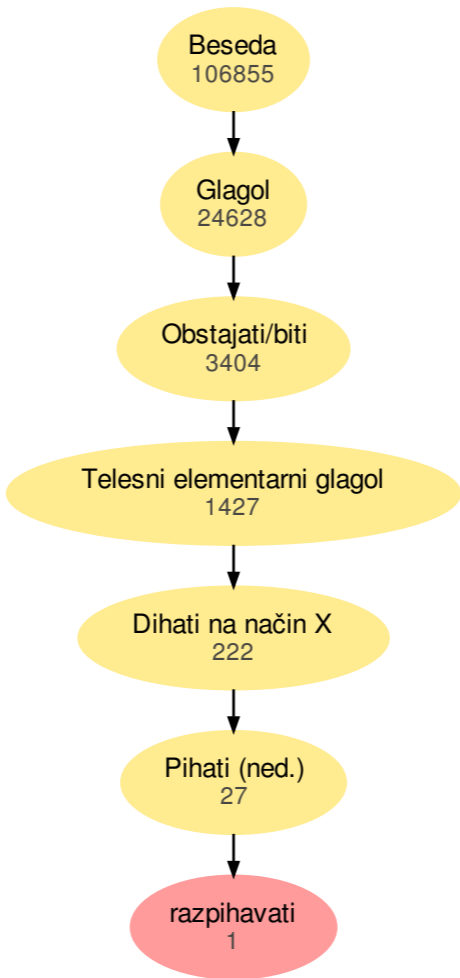 Beseda
106855
Glagol
24628
Obstajati/biti
3404
Telesni elementarni glagol
1427
Dihati na način X
222
Pihati (ned.)
27
razpihavati
1